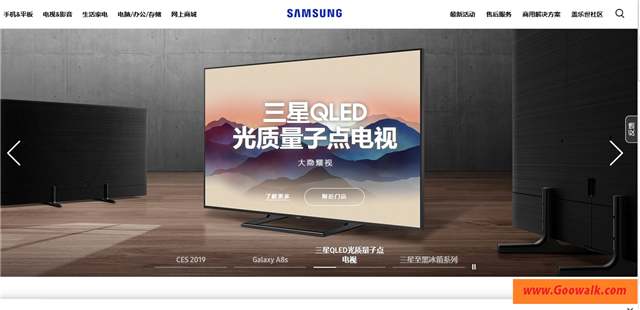 手机&平板 电视&影音 生活家电 电脑/办公/存储 网上商城 SAMSUNG 最新活动 售后服务 商用解决方案 盖乐世社区
三星QLED
光质量子点电视
大隐耀视
了解更多 附近门店
CES 2019 Galaxy A8s 三星QLED光质量子点
电视 三星至黑冰箱系列
www.Goowalk.com